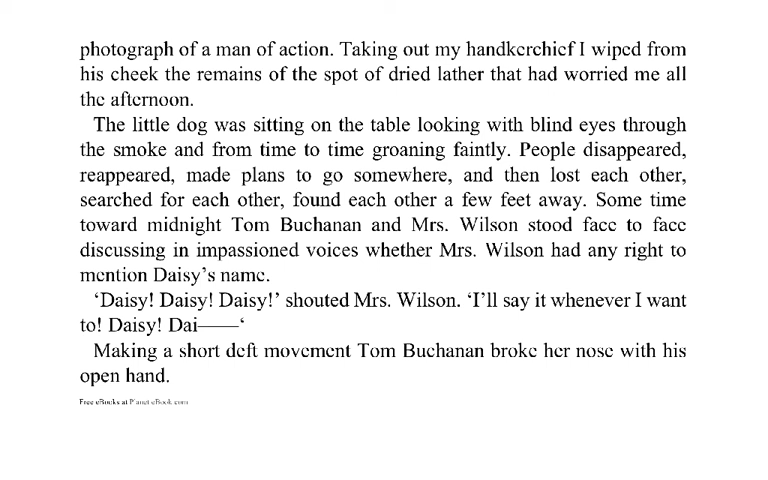 photograph of a man of action. Taking out my handkerchief I wiped from
his cheek the remains of the spot of dried lather that had worried me all
the afternoon.
The little dog was sitting on the table looking with blind eyes through
the smoke and from time to time groaning faintly. People disappeared,
reappeared, made plans to go somewhere, and then lost each other,
searched for each other, found each other a few feet away. Some time
toward midnight Tom Buchanan and Mrs. Wilson stood face to face
discussing in impassioned voices whether Mrs. Wilson had any right to
mention Daisy’s name.
‘Daisy! Daisy! Daisy!’ shouted Mrs. Wilson. ‘I’ll say it whenever I want
to! Daisy! Dai——‘
Making a short deft movement Tom Buchanan broke her nose with his
open hand.
Free eBooks at Planet eBook.com